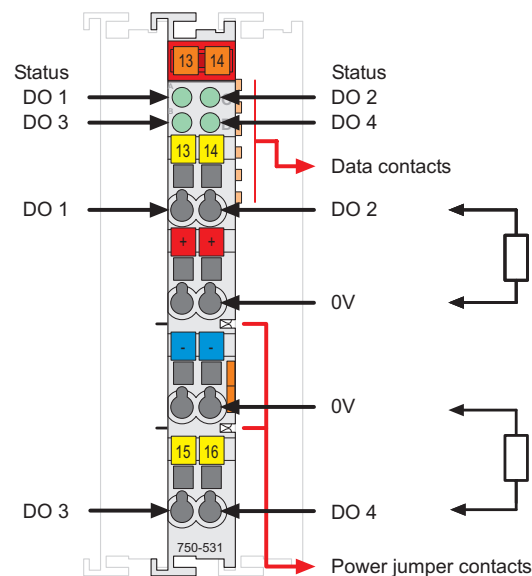 13 14
Status Status
DO 1 DO 2
DO 3 DO 4
13 14
Data contacts
DO 1 DO 2
+ +
0V
- -
0V
15 16
DO 3 DO 4
750-531
Power jumper contacts